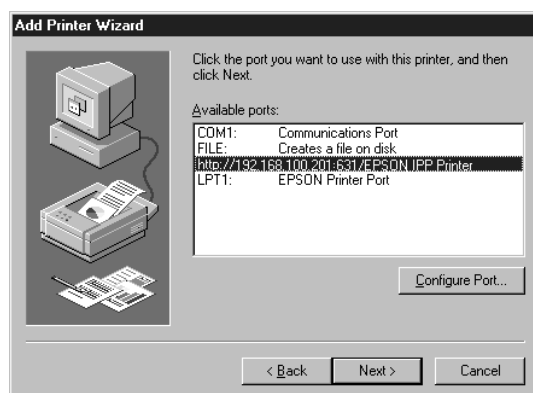 Add Printer Wizard
Click the port you want to use with this printer, and then
click Next.
Available ports:
COM1: Communications Port
FILE: Creates a file on disk
http://192.168.100.201:631/EPSON IPP Printer
LPT1: EPSON Printer Port
Configure Port...
< Back Next > Cancel